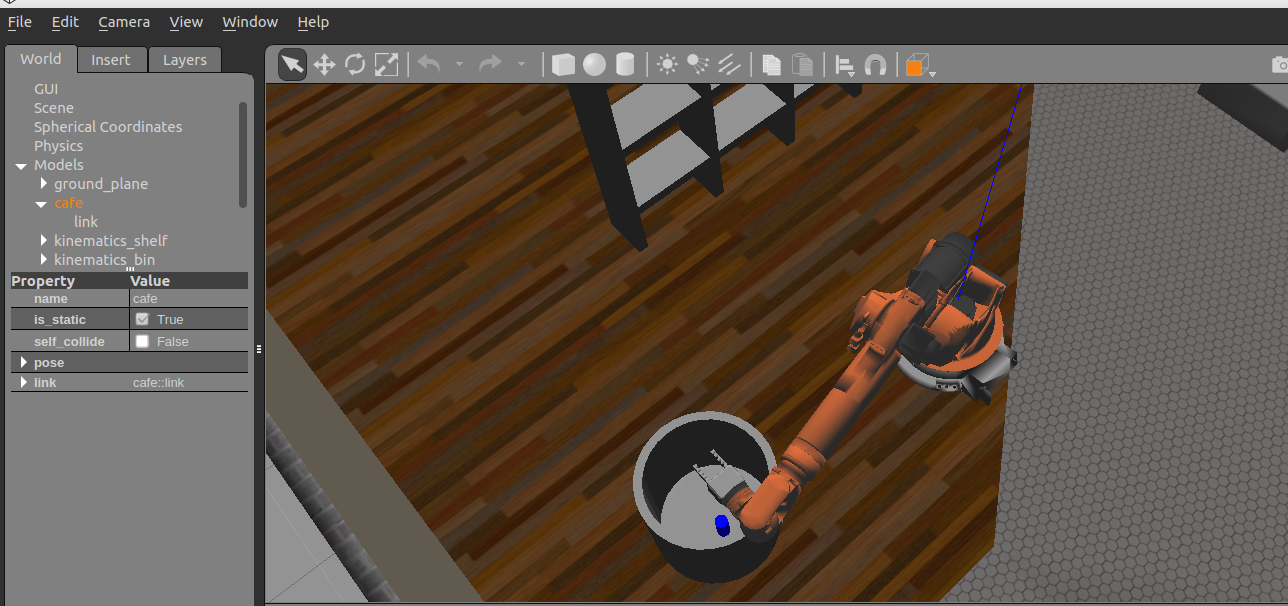 File Edit Camera View Window Help
World Insert Layers
GUI
Scene
Spherical Coordinates
Physics
Models
ground_plane
cafe
link
kinematics_shelf
kinematics_bin
Property Value
name cafe
is_static True
self_collide False
pose
link cafe::link